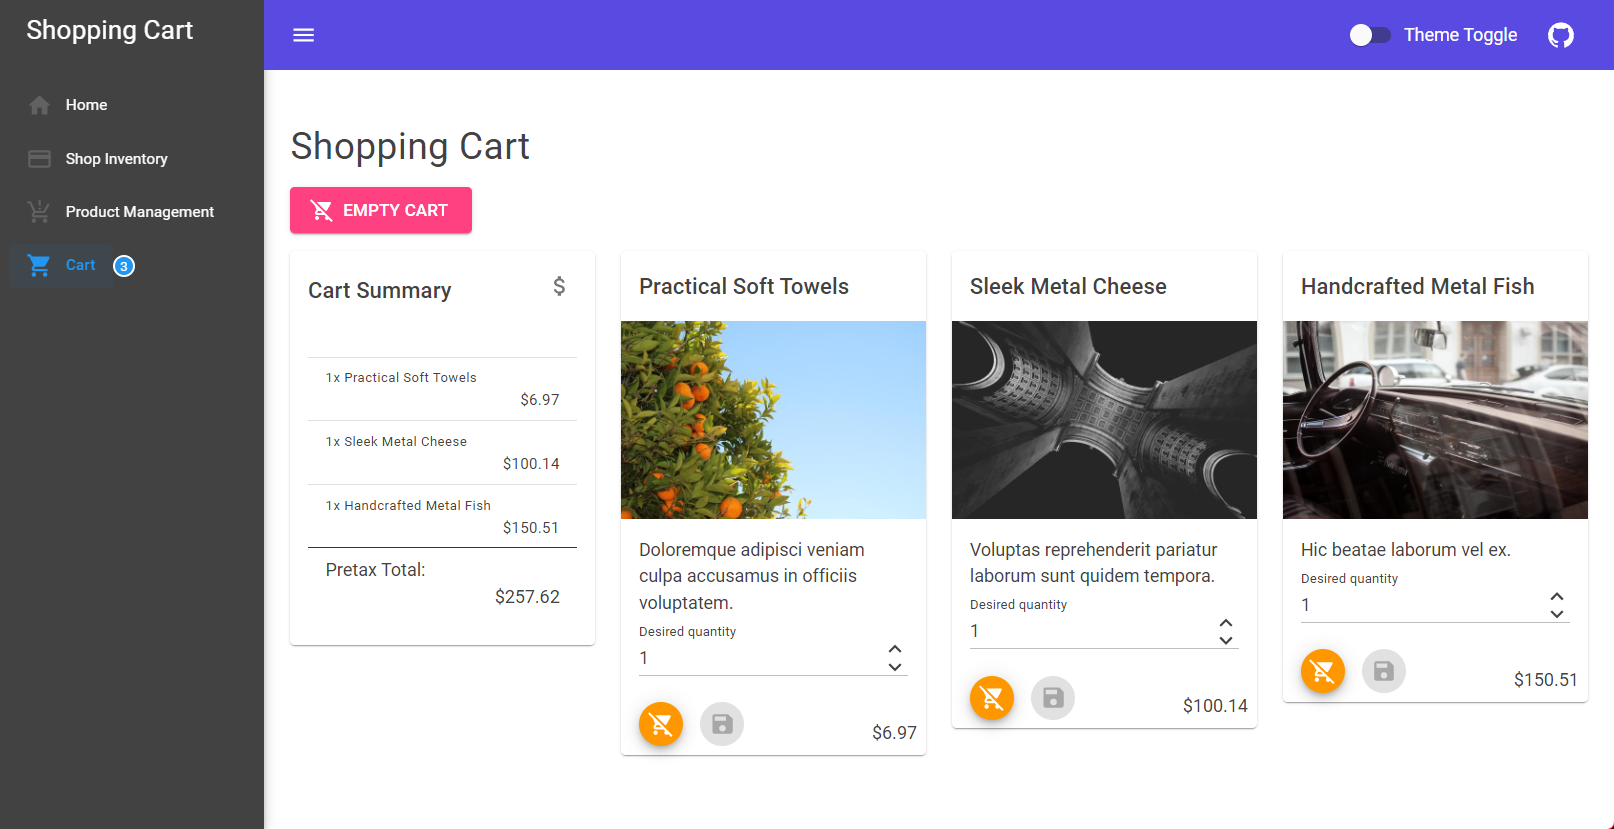 Shopping Cart
Home
Shop Inventory
Product Management
Cart 3
Theme Toggle
Shopping Cart
EMPTY CART
Cart Summary $
1x Practical Soft Towels
$6.97
1x Sleek Metal Cheese
$100.14
1x Handcrafted Metal Fish
$150.51
Pretax Total:
$257.62
Practical Soft Towels
Doloremque adipisci veniam
culpa accusamus in officiis
voluptatem.
Desired quantity
1
$6.97
Sleek Metal Cheese
Voluptas reprehenderit pariatur
laborum sunt quidem tempora.
Desired quantity
1
$100.14
Handcrafted Metal Fish
Hic beatae laborum vel ex.
Desired quantity
1
$150.51